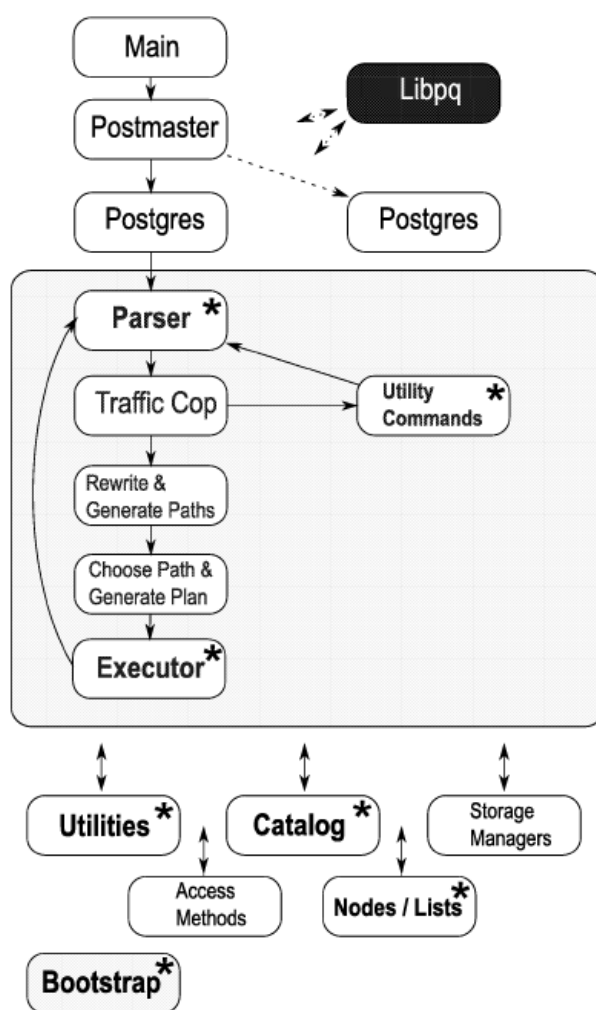 Main
Libpq
Postmaster
Postgres
Postgres
Parser *
Traffic Cop
Utility *
Commands
Rewrite &
Generate Paths
Choose Path &
Generate Plan
Executor *
Utilities *
Catalog *
Storage
Managers
Access
Methods
Nodes / Lists *
Bootstrap *